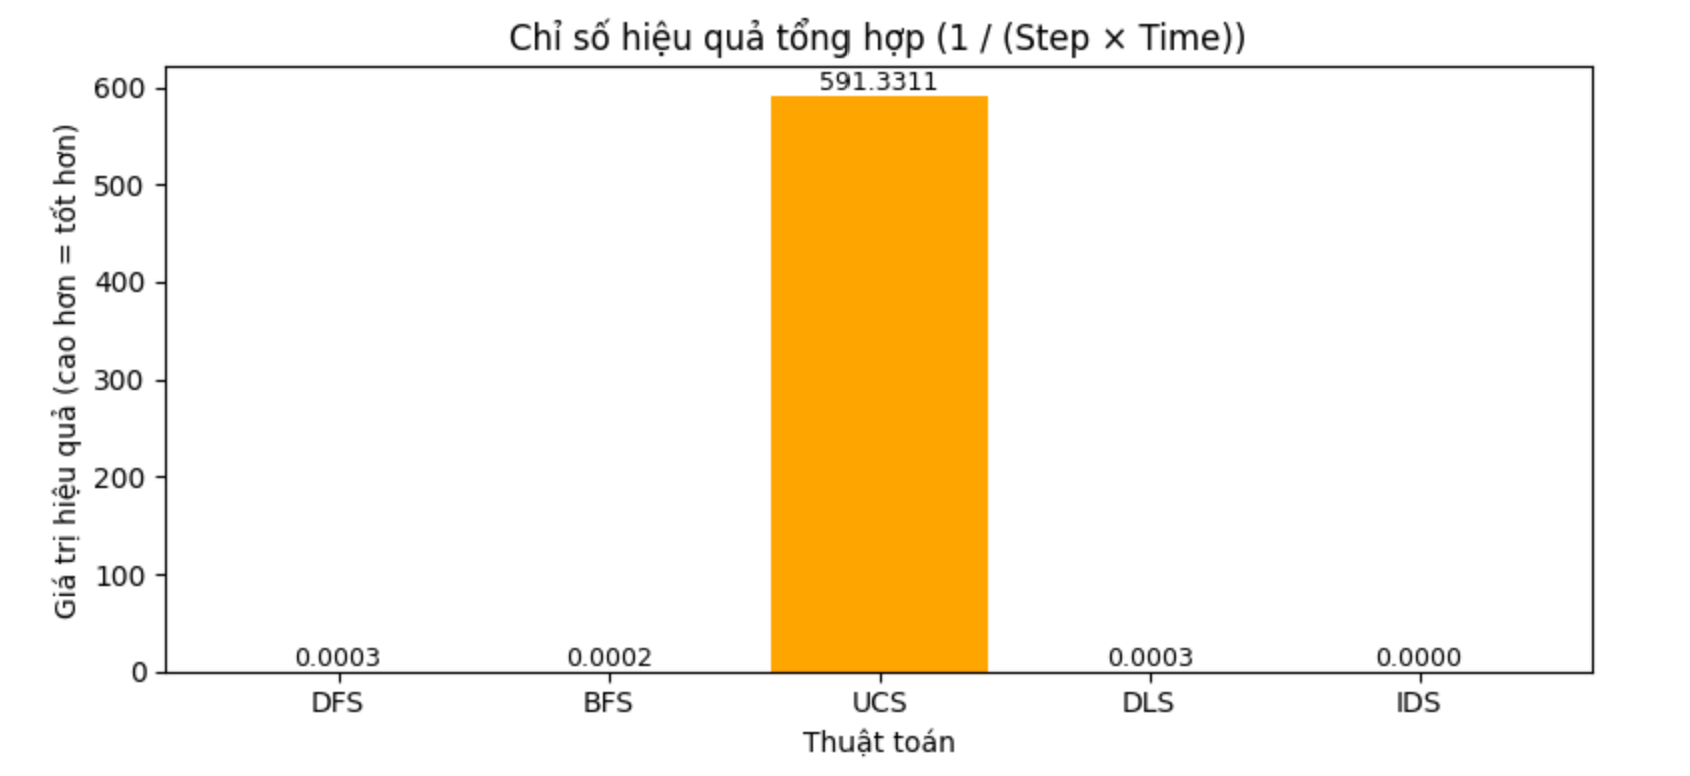 Chỉ số hiệu quả tổng hợp (1 / (Step × Time))
Giá trị hiệu quả (cao hơn = tốt hơn)
600
500
400
300
200
100
0
0.0003
0.0002
591.3311
0.0003
0.0000
DFS
BFS
UCS
DLS
IDS
Thuật toán